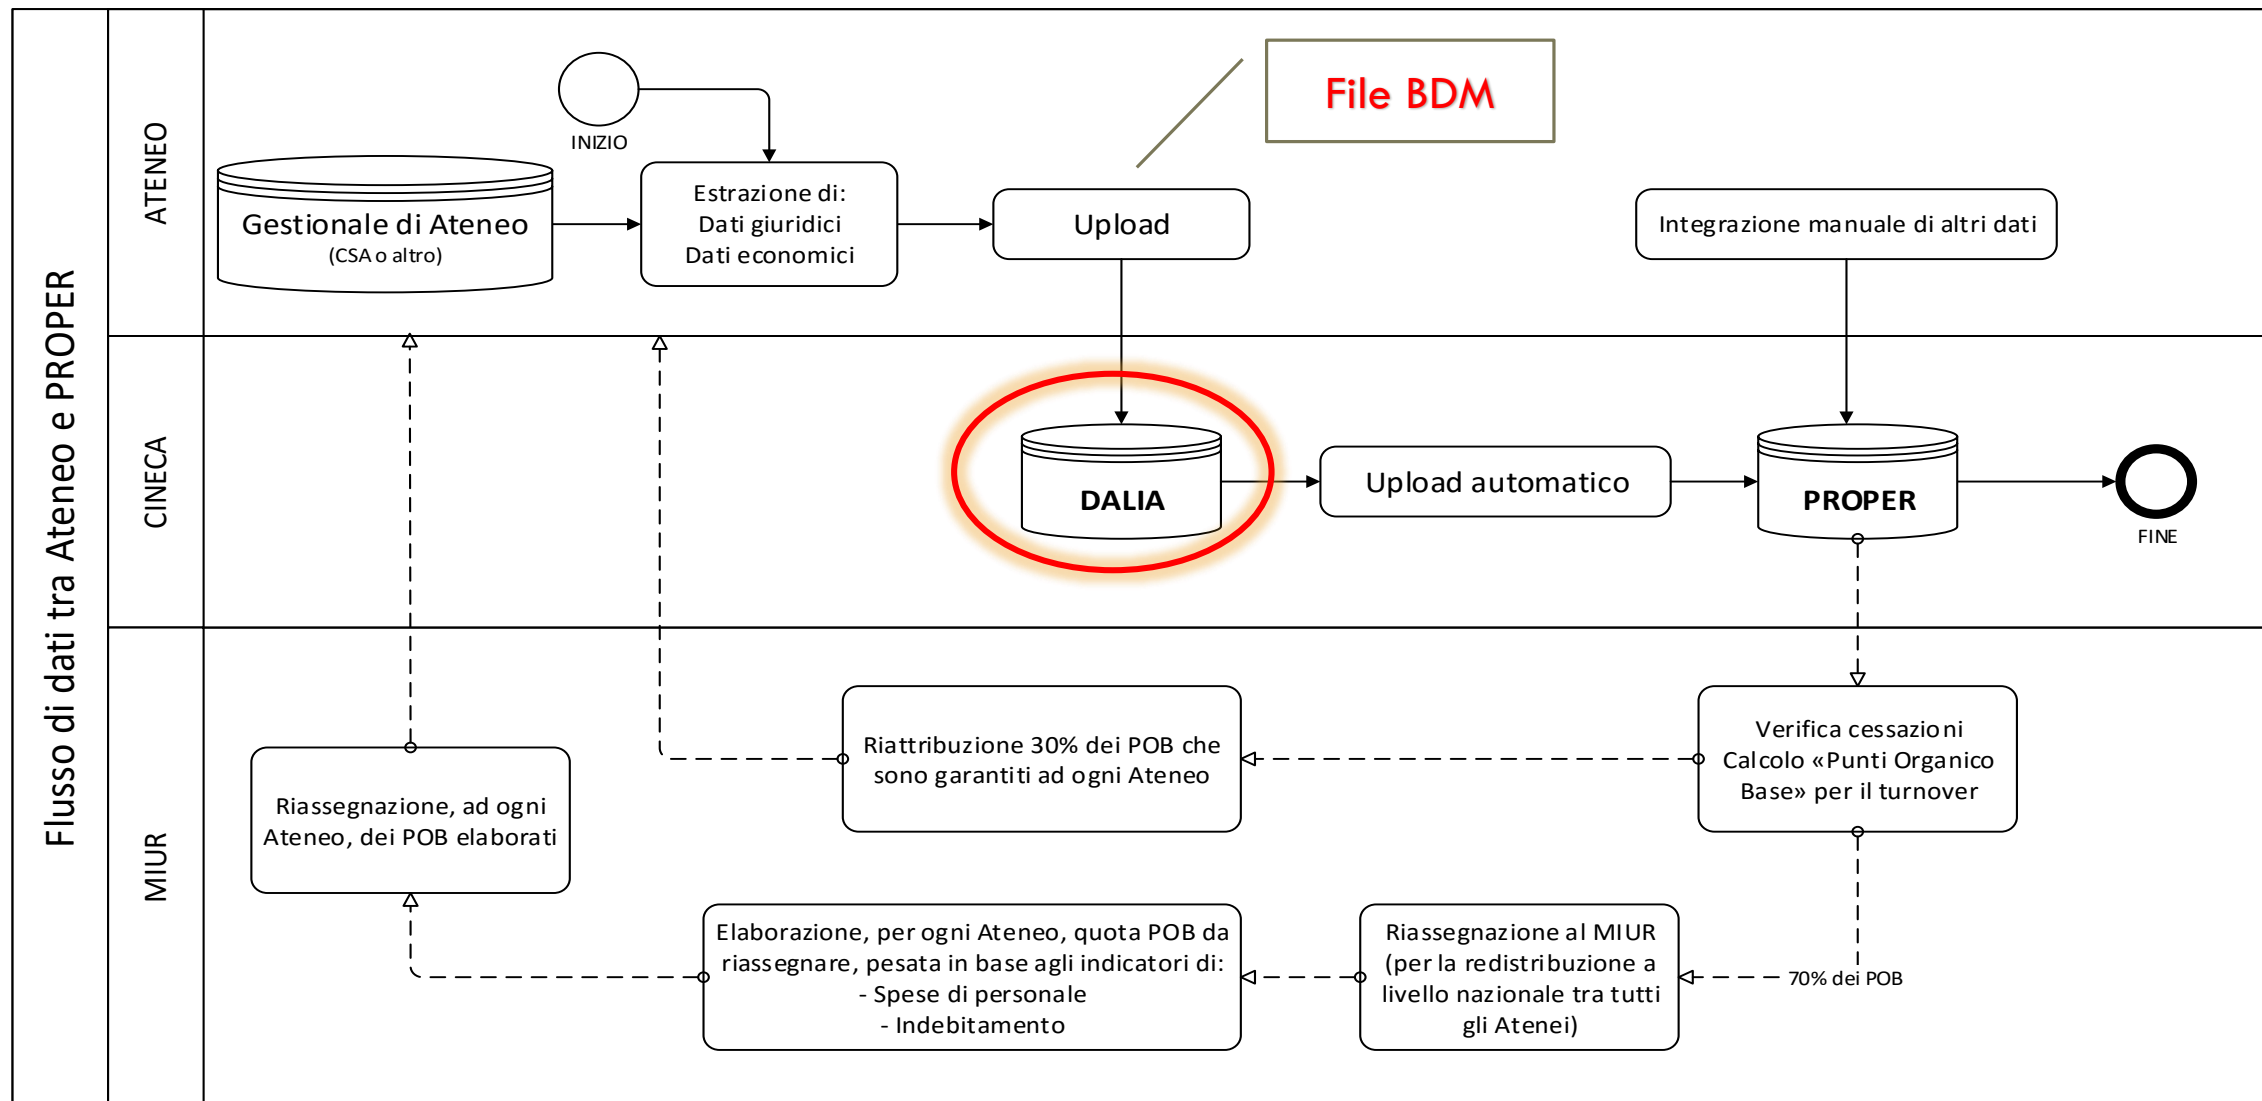 Flusso di dati tra Ateneo e PROPER
ATENEO
INIZIO
File BDM
Gestionale di Ateneo
(CSA o altro)
Estrazione di:
Dati giuridici
Dati economici
Upload
Integrazione manuale di altri dati
CINECA
DALIA
Upload automatico
PROPER
FINE
MIUR
Riassegnazione, ad ogni
Ateneo, dei POB elaborati
Riattribuzione 30% dei POB che
sono garantiti ad ogni Ateneo
Verifica cessazioni
Calcolo «Punti Organico
Base» per il turnover
Elaborazione, per ogni Ateneo, quota POB da
riassegnare, pesata in base agli indicatori di:
- Spese di personale
- Indebitamento
Riassegnazione al MIUR
(per la redistribuzione a
livello nazionale tra tutti
gli Atenei)
70% dei POB